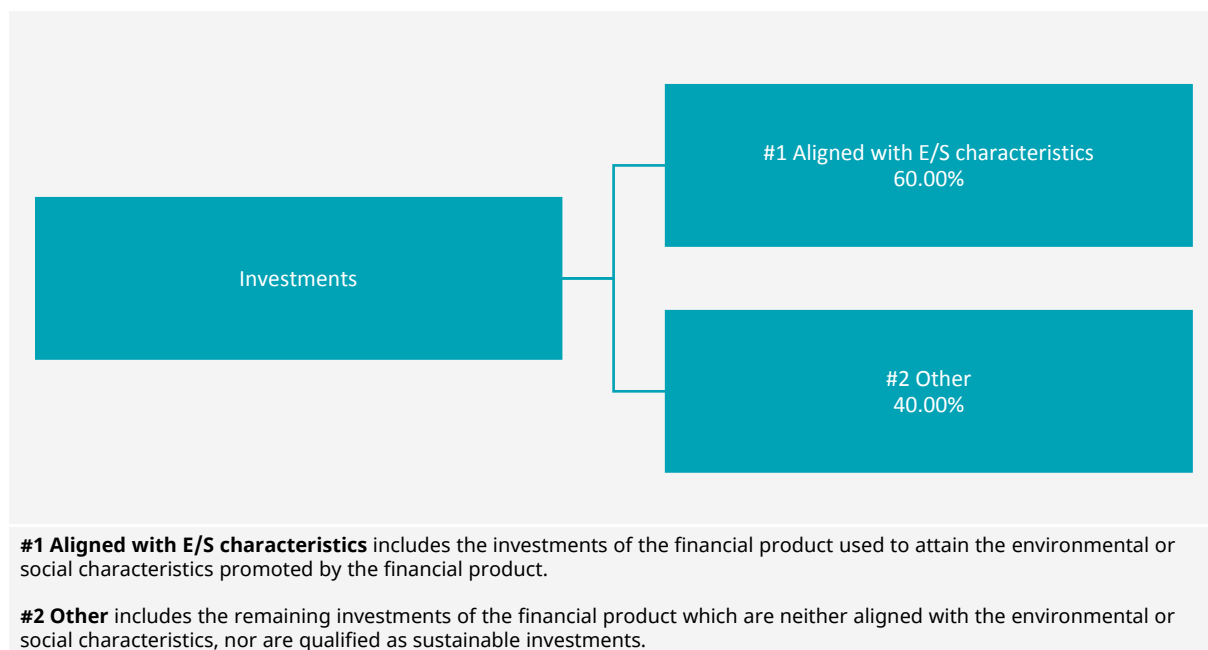 #1 Aligned with E/S characteristics
60.00%
Investments
#2 Other
40.00%
#1 Aligned with E/S characteristics includes the investments of the financial product used to attain the environmental or
social characteristics promoted by the financial product.
#2 Other includes the remaining investments of the financial product which are neither aligned with the environmental or
social characteristics, nor are qualified as sustainable investments.